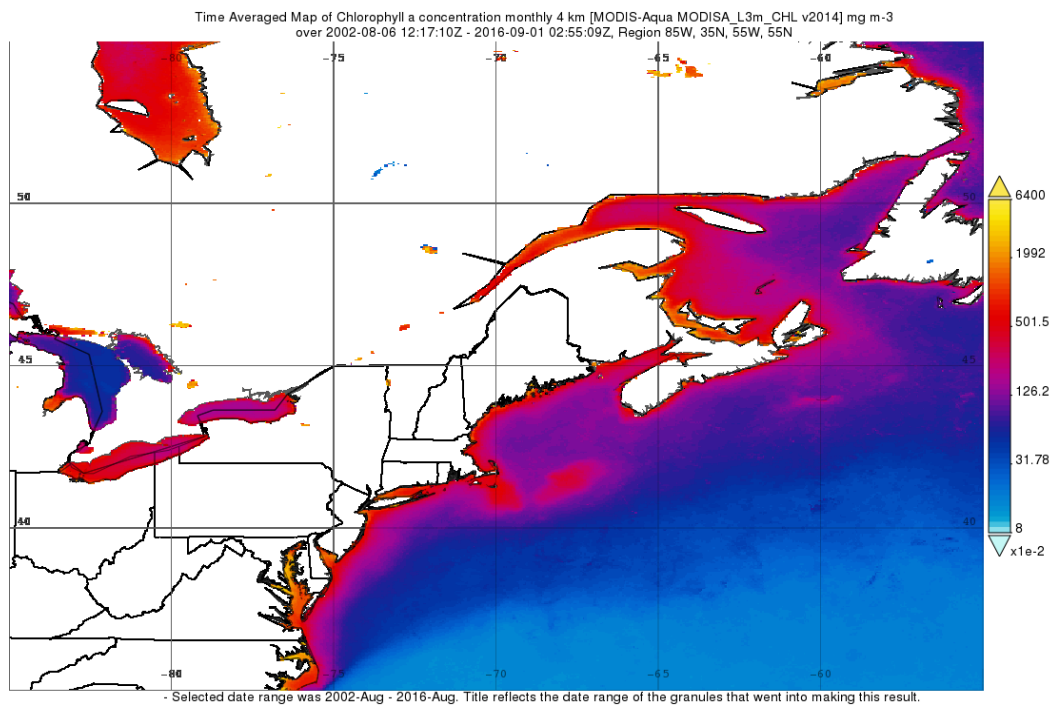 Time Averaged Map of Chlorophyll a concentration monthly 4 km [MODIS-Aqua MODISA_L3m_CHL v2014] mg m-3
over 2002-08-06 12:17:10Z - 2016-09-01 02:55:09Z, Region 85W, 35N, 55W, 55N
-80 -75 -70 -65 -60
50 50
45 45
40 40
-80 -75 -70 -65 -60
6400
1992
501.5
126.2
31.78
8
x1e-2
- Selected date range was 2002-Aug - 2016-Aug. Title reflects the date range of the granules that went into making this result.